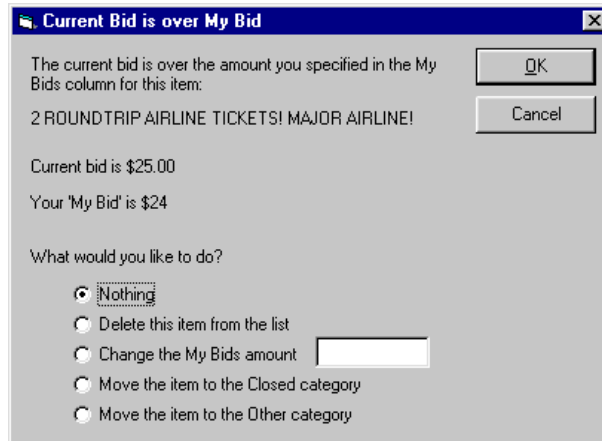 Current Bid is over My Bid
The current bid is over the amount you specified in the My
Bids column for this item:
OK
2 ROUNDTRIP AIRLINE TICKETS! MAJOR AIRLINE!
Cancel
Current bid is $25.00
Your 'My Bid' is $24
What would you like to do?
Nothing
Delete this item from the list
Change the My Bids amount
Move the item to the Closed category
Move the item to the Other category